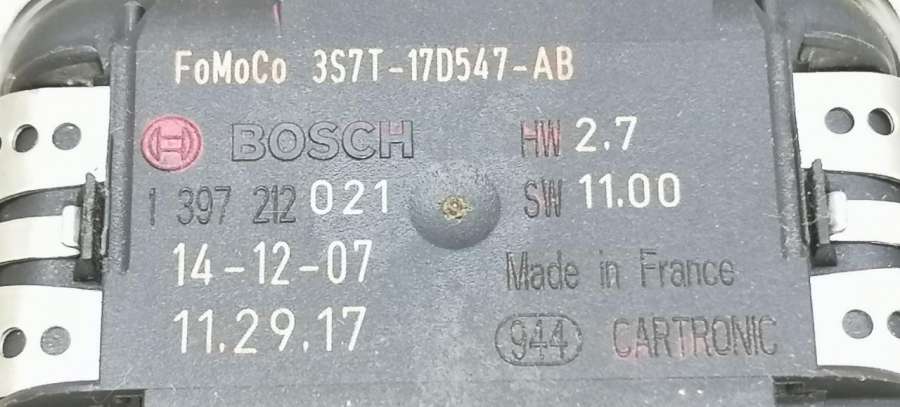 FoMoCo 3S7T-17D547-AB
BOSCH HW 2.7
1 397 212 021 SW 11.00
14-12-07 Made in France
11.29.17 944 CARTRONIC